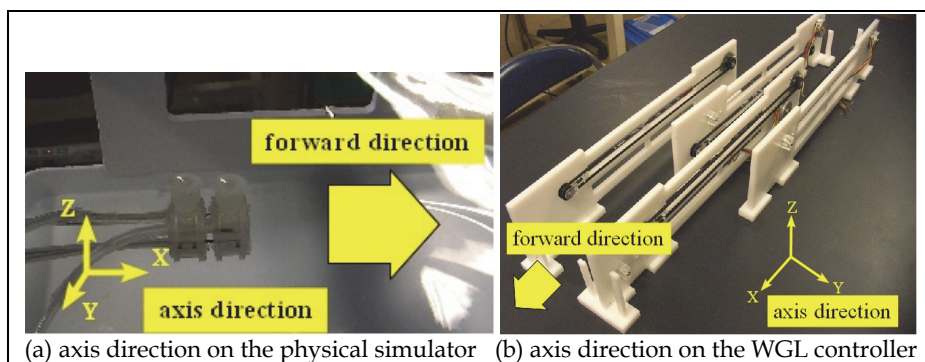 forward direction
Z
X
Y
axis direction
forward direction
Z
X
Y
axis direction
(a) axis direction on the physical simulator
(b) axis direction on the WGL controller